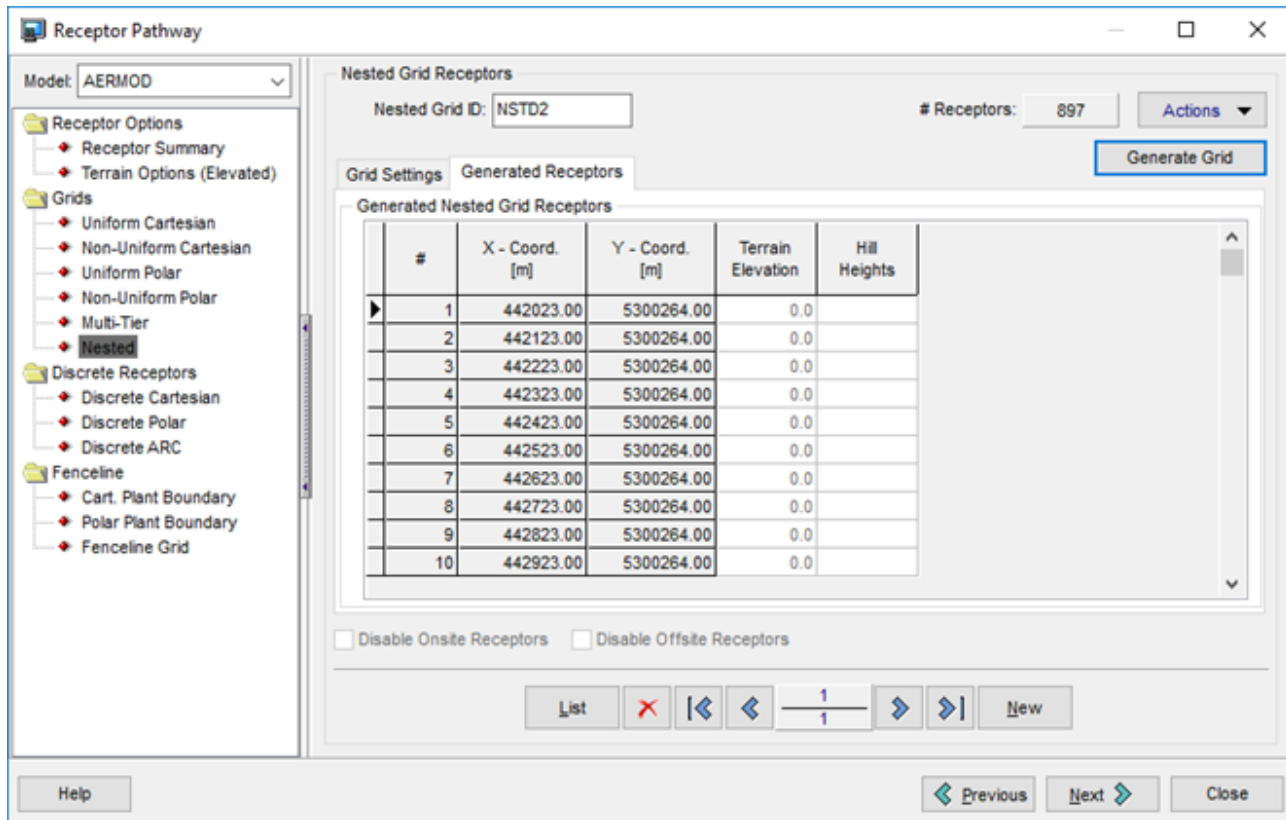 Receptor Pathway
Model: AERMOD
Receptor Options
Receptor Summary
Terrain Options (Elevated)
Grids
Uniform Cartesian
Non-Uniform Cartesian
Uniform Polar
Non-Uniform Polar
Multi-Tier
Nested
Discrete Receptors
Discrete Cartesian
Discrete Polar
Discrete ARC
Fenceline
Cart. Plant Boundary
Polar Plant Boundary
Fenceline Grid
Nested Grid Receptors
Nested Grid ID: NSTD2 # Receptors: 897 Actions
Generate Grid
Grid Settings Generated Receptors
Generated Nested Grid Receptors
# X - Coord. [m] Y - Coord. [m] Terrain Elevation Hill Heights
1 442023.00 5300264.00 0.0
2 442123.00 5300264.00 0.0
3 442223.00 5300264.00 0.0
4 442323.00 5300264.00 0.0
5 442423.00 5300264.00 0.0
6 442523.00 5300264.00 0.0
7 442623.00 5300264.00 0.0
8 442723.00 5300264.00 0.0
9 442823.00 5300264.00 0.0
10 442923.00 5300264.00 0.0
Disable Onsite Receptors Disable Offsite Receptors
List 1 1 New
Help Previous Next Close